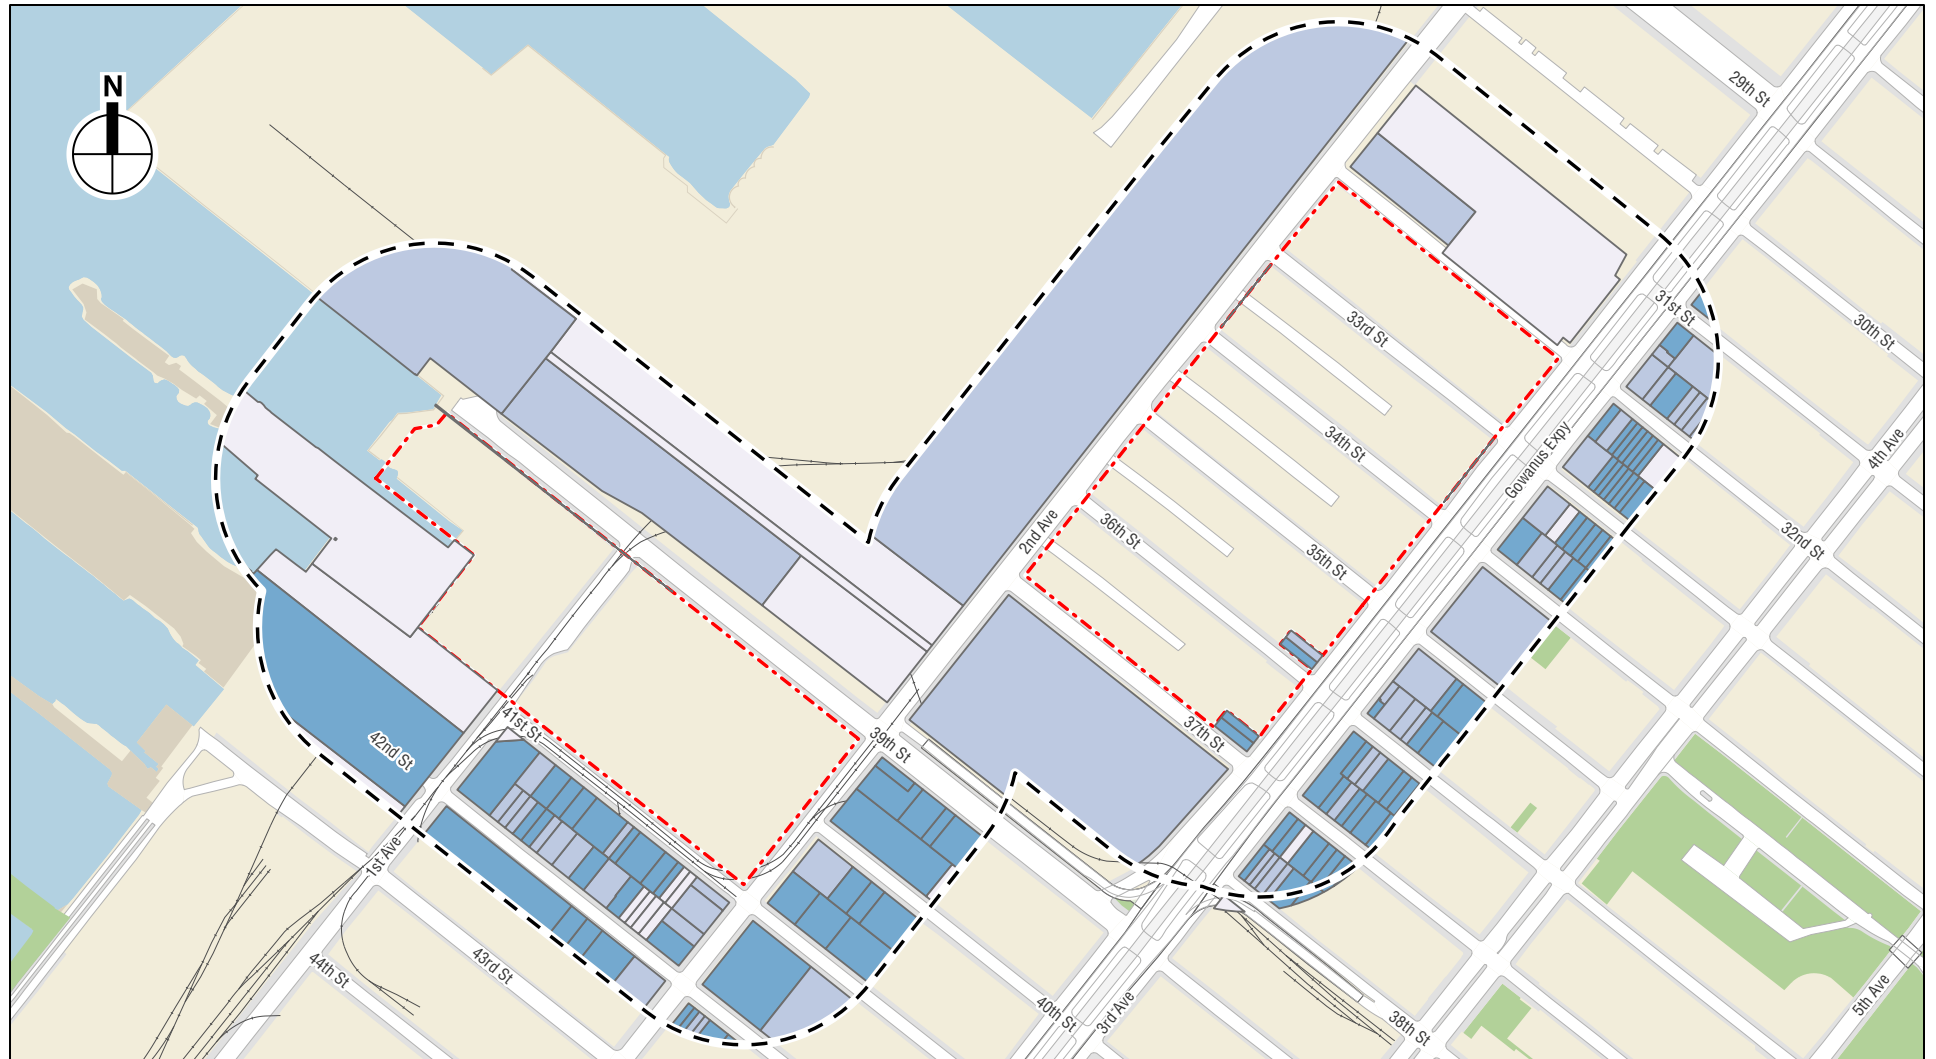 N
29th St
31st St
30th St
33rd St
4th Ave
34th St
Gowanus Expy
32nd St
2nd Ave
36th St
35th St
37th St
41st St
39th St
42nd St
1st Ave
43rd St
44th St
40th St
3rd Ave
38th St
5th Ave